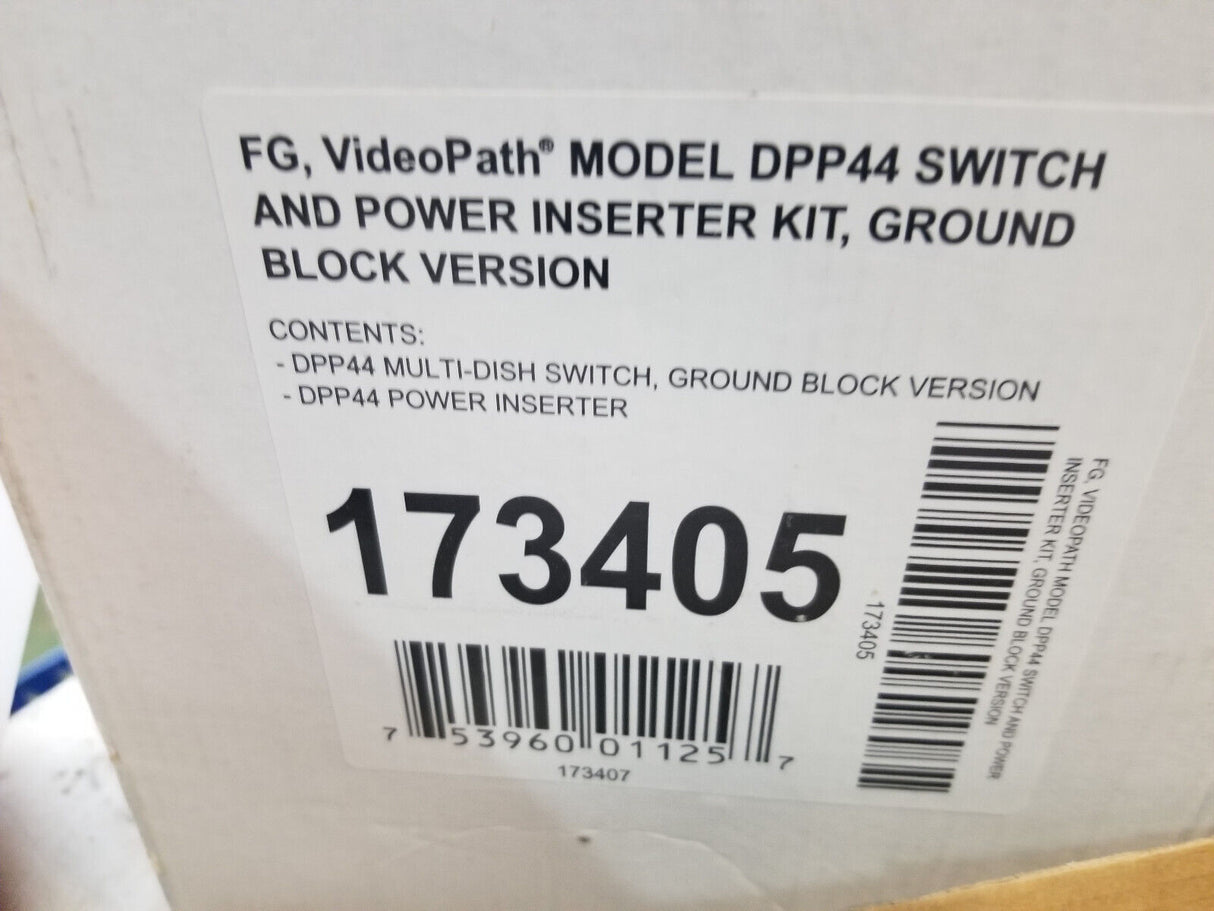 FG, VideoPath® MODEL DPP44 SWITCH
AND POWER INSERTER KIT, GROUND
BLOCK VERSION
CONTENTS:
- DPP44 MULTI-DISH SWITCH, GROUND BLOCK VERSION
- DPP44 POWER INSERTER
173405
7 53960 01125 7
173407
173405
FG, VIDEOPATH MODEL DPP44 SWITCH AND POWER
INSERTER KIT, GROUND BLOCK VERSION